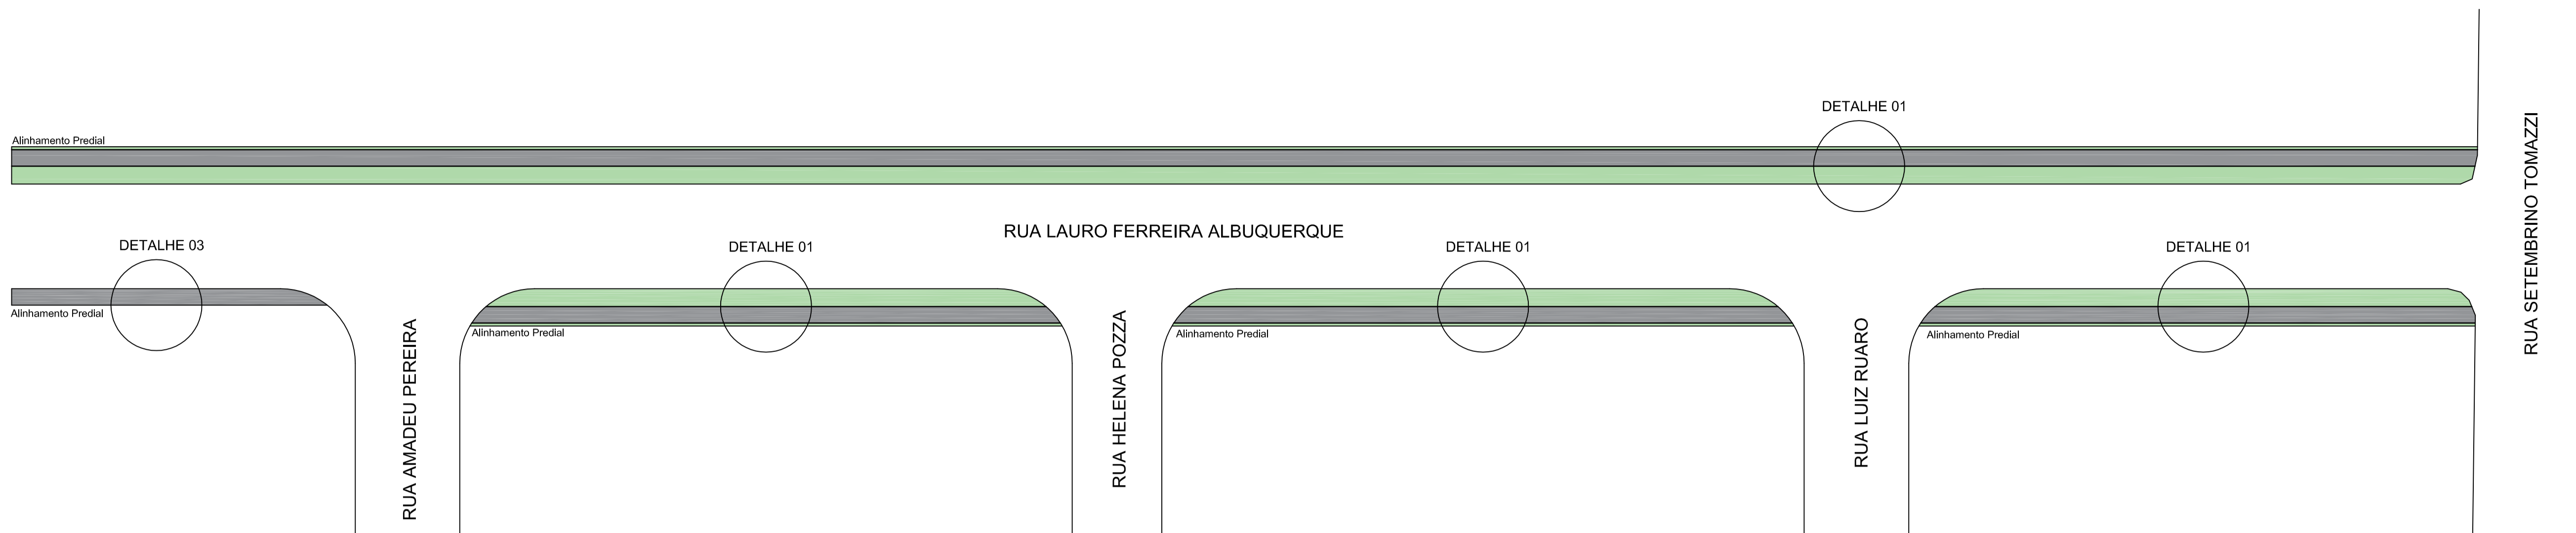 DETALHE 01
Alinhamento Predial
RUA SETEMBRINO TOMAZZI
RUA LAURO FERREIRA ALBUQUERQUE
DETALHE 03
DETALHE 01
DETALHE 01
DETALHE 01
Alinhamento Predial
Alinhamento Predial
Alinhamento Predial
Alinhamento Predial
RUA AMADEU PEREIRA
RUA HELENA POZZA
RUA LUIZ RUARO